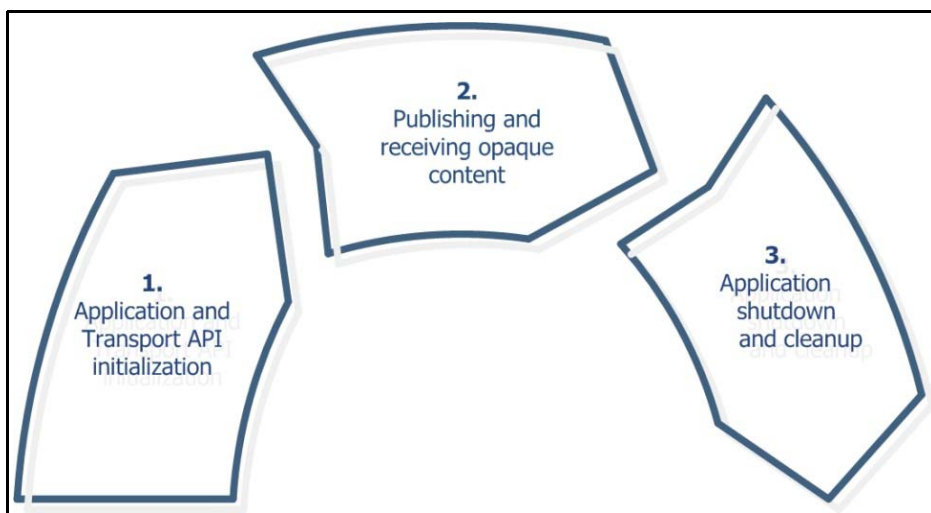 1.
Application and
Transport API
initialization
2.
Publishing and
receiving opaque
content
3.
Application
shutdown
and cleanup